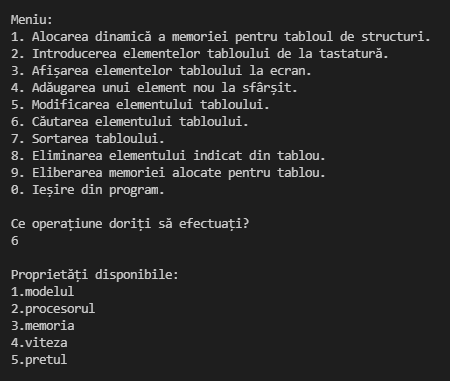 Meniu:
1. Alocarea dinamică a memoriei pentru tabloul de structuri.
2. Introducerea elementelor tabloului de la tastatură.
3. Afișarea elementelor tabloului la ecran.
4. Adăugarea unui element nou la sfârșit.
5. Modificarea elementului tabloului.
6. Căutarea elementului tabloului.
7. Sortarea tabloului.
8. Eliminarea elementului indicat din tablou.
9. Eliberarea memoriei alocate pentru tablou.
0. Ieșire din program.
Ce operațiune doriți să efectuați?
6
Proprietăți disponibile:
1.modelul
2.procesorul
3.memoria
4.viteza
5.pretul